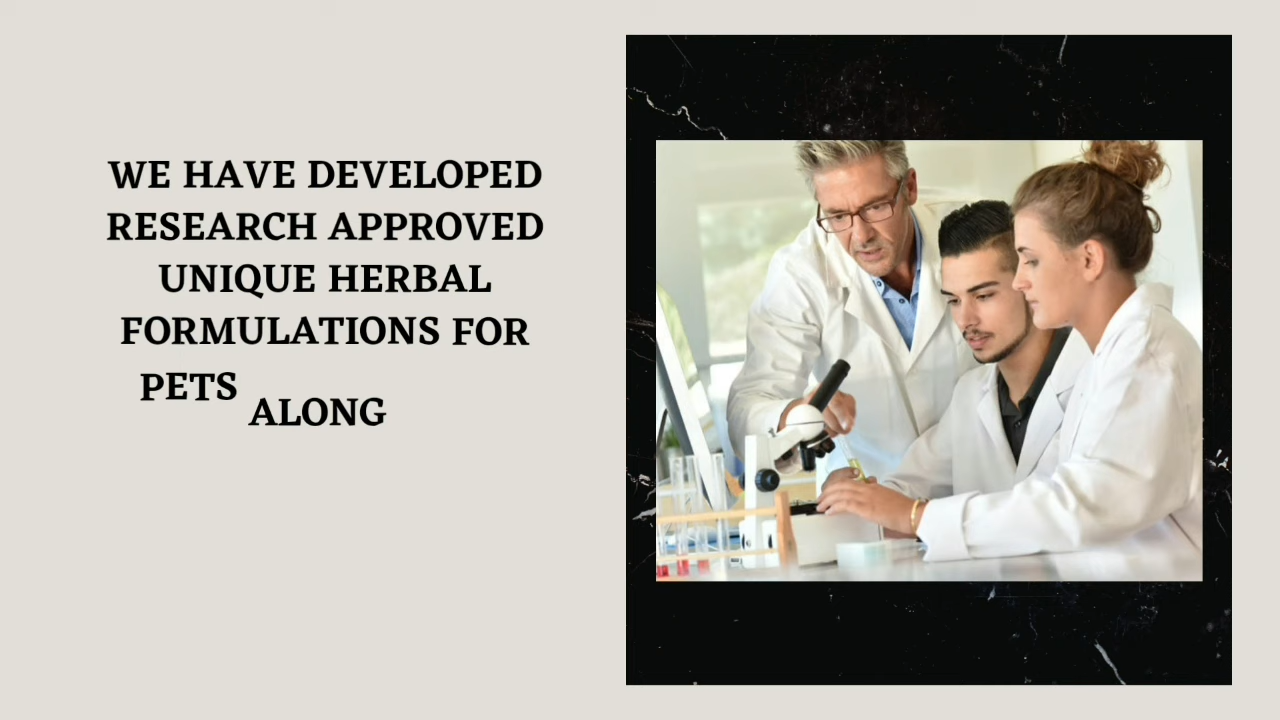 WE HAVE DEVELOPED
RESEARCH APPROVED
UNIQUE HERBAL
FORMULATIONS FOR
PETS
ALONG